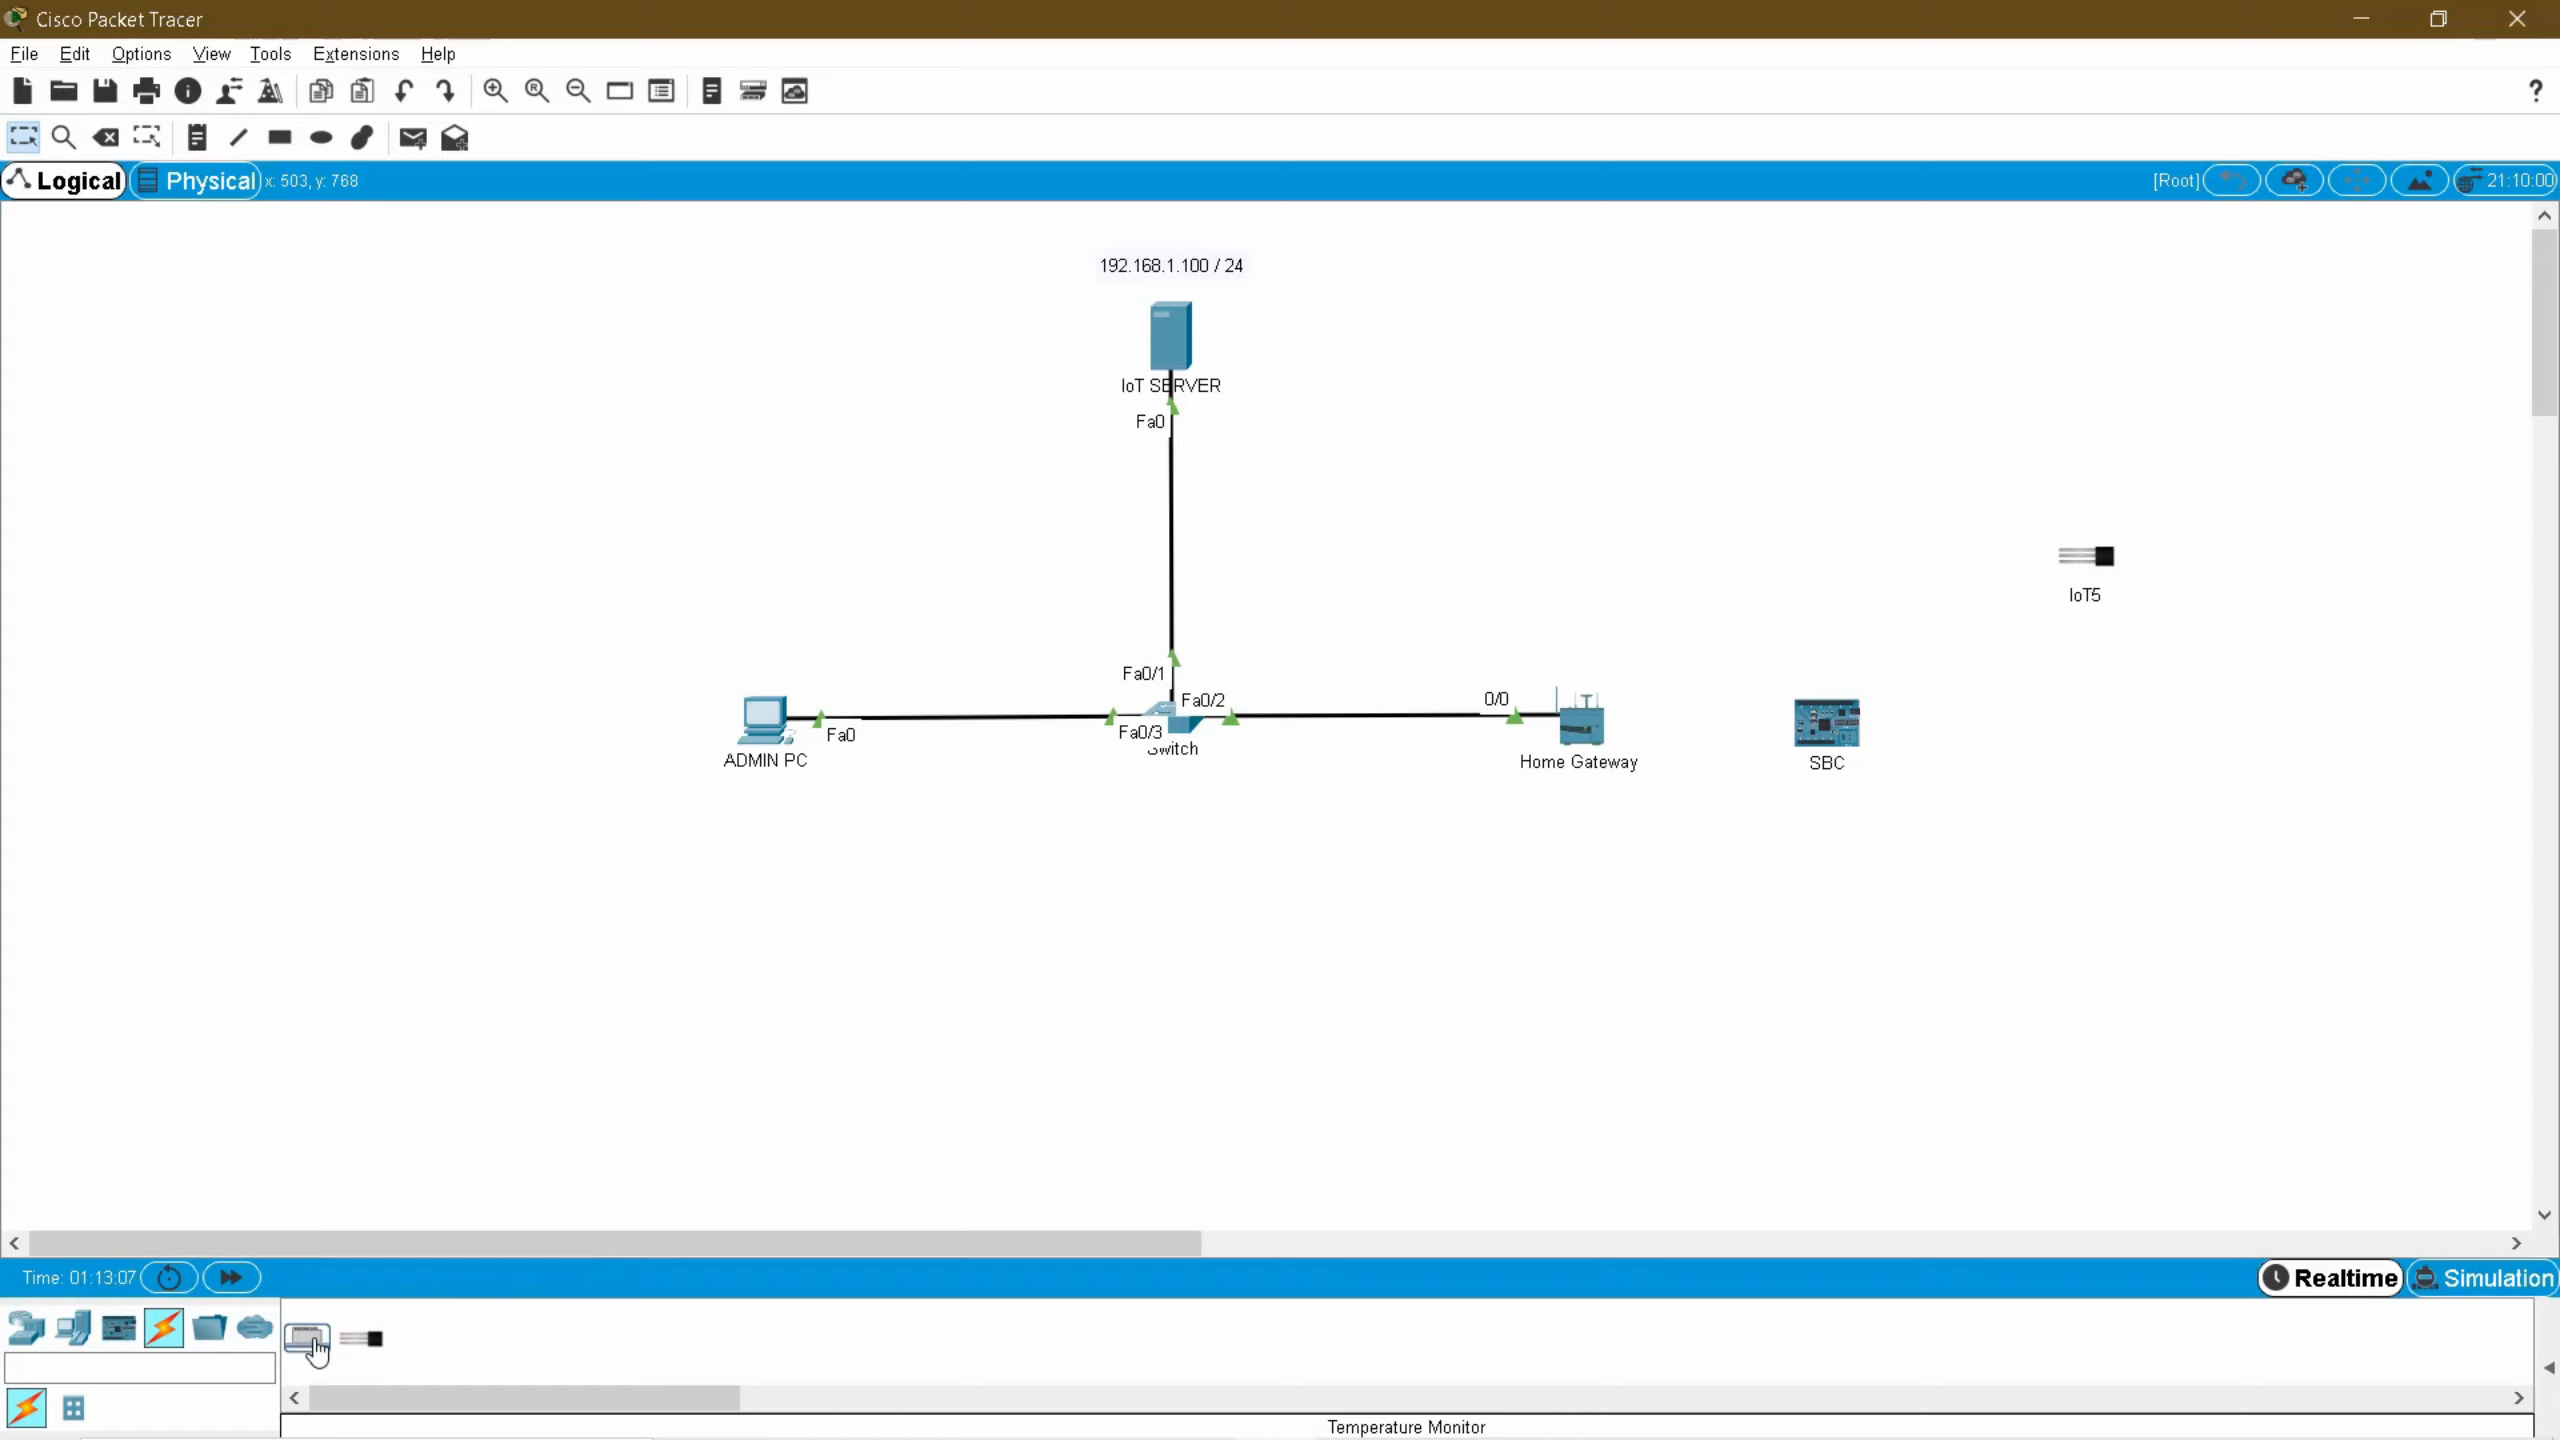 Cisco Packet Tracer
File Edit Options View Tools Extensions Help
?
Logical Physical x: 503, y: 768 [Root] 21:10:00
192.168.1.100 / 24
IoT SERVER
Fa0
IoT5
Fa0/1
Fa0/2
0/0
Fa0
Fa0/3
Switch
ADMIN PC
Home Gateway
SBC
Time: 01:13:07 Realtime Simulation
Temperature Monitor